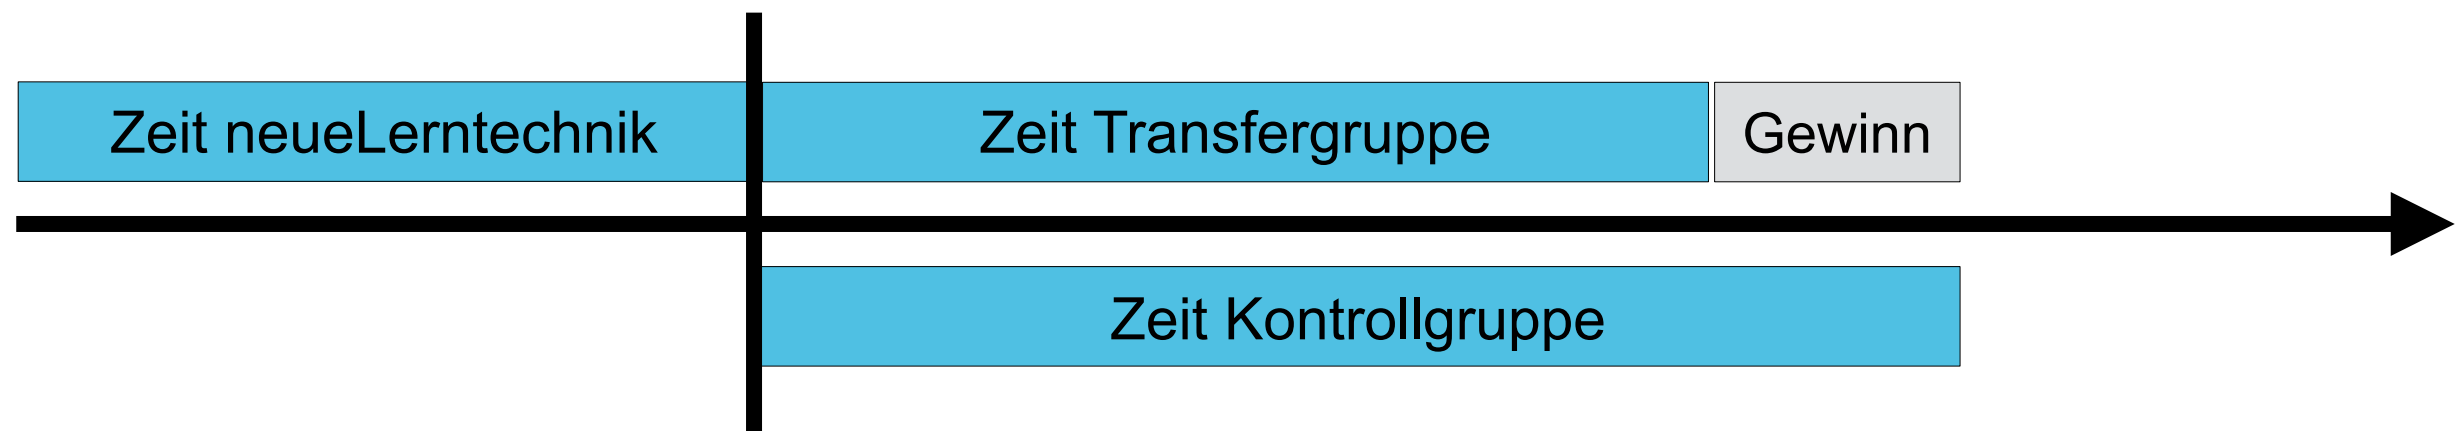 Zeit neueLerntechnik
Zeit Transfergruppe
Gewinn
Zeit Kontrollgruppe